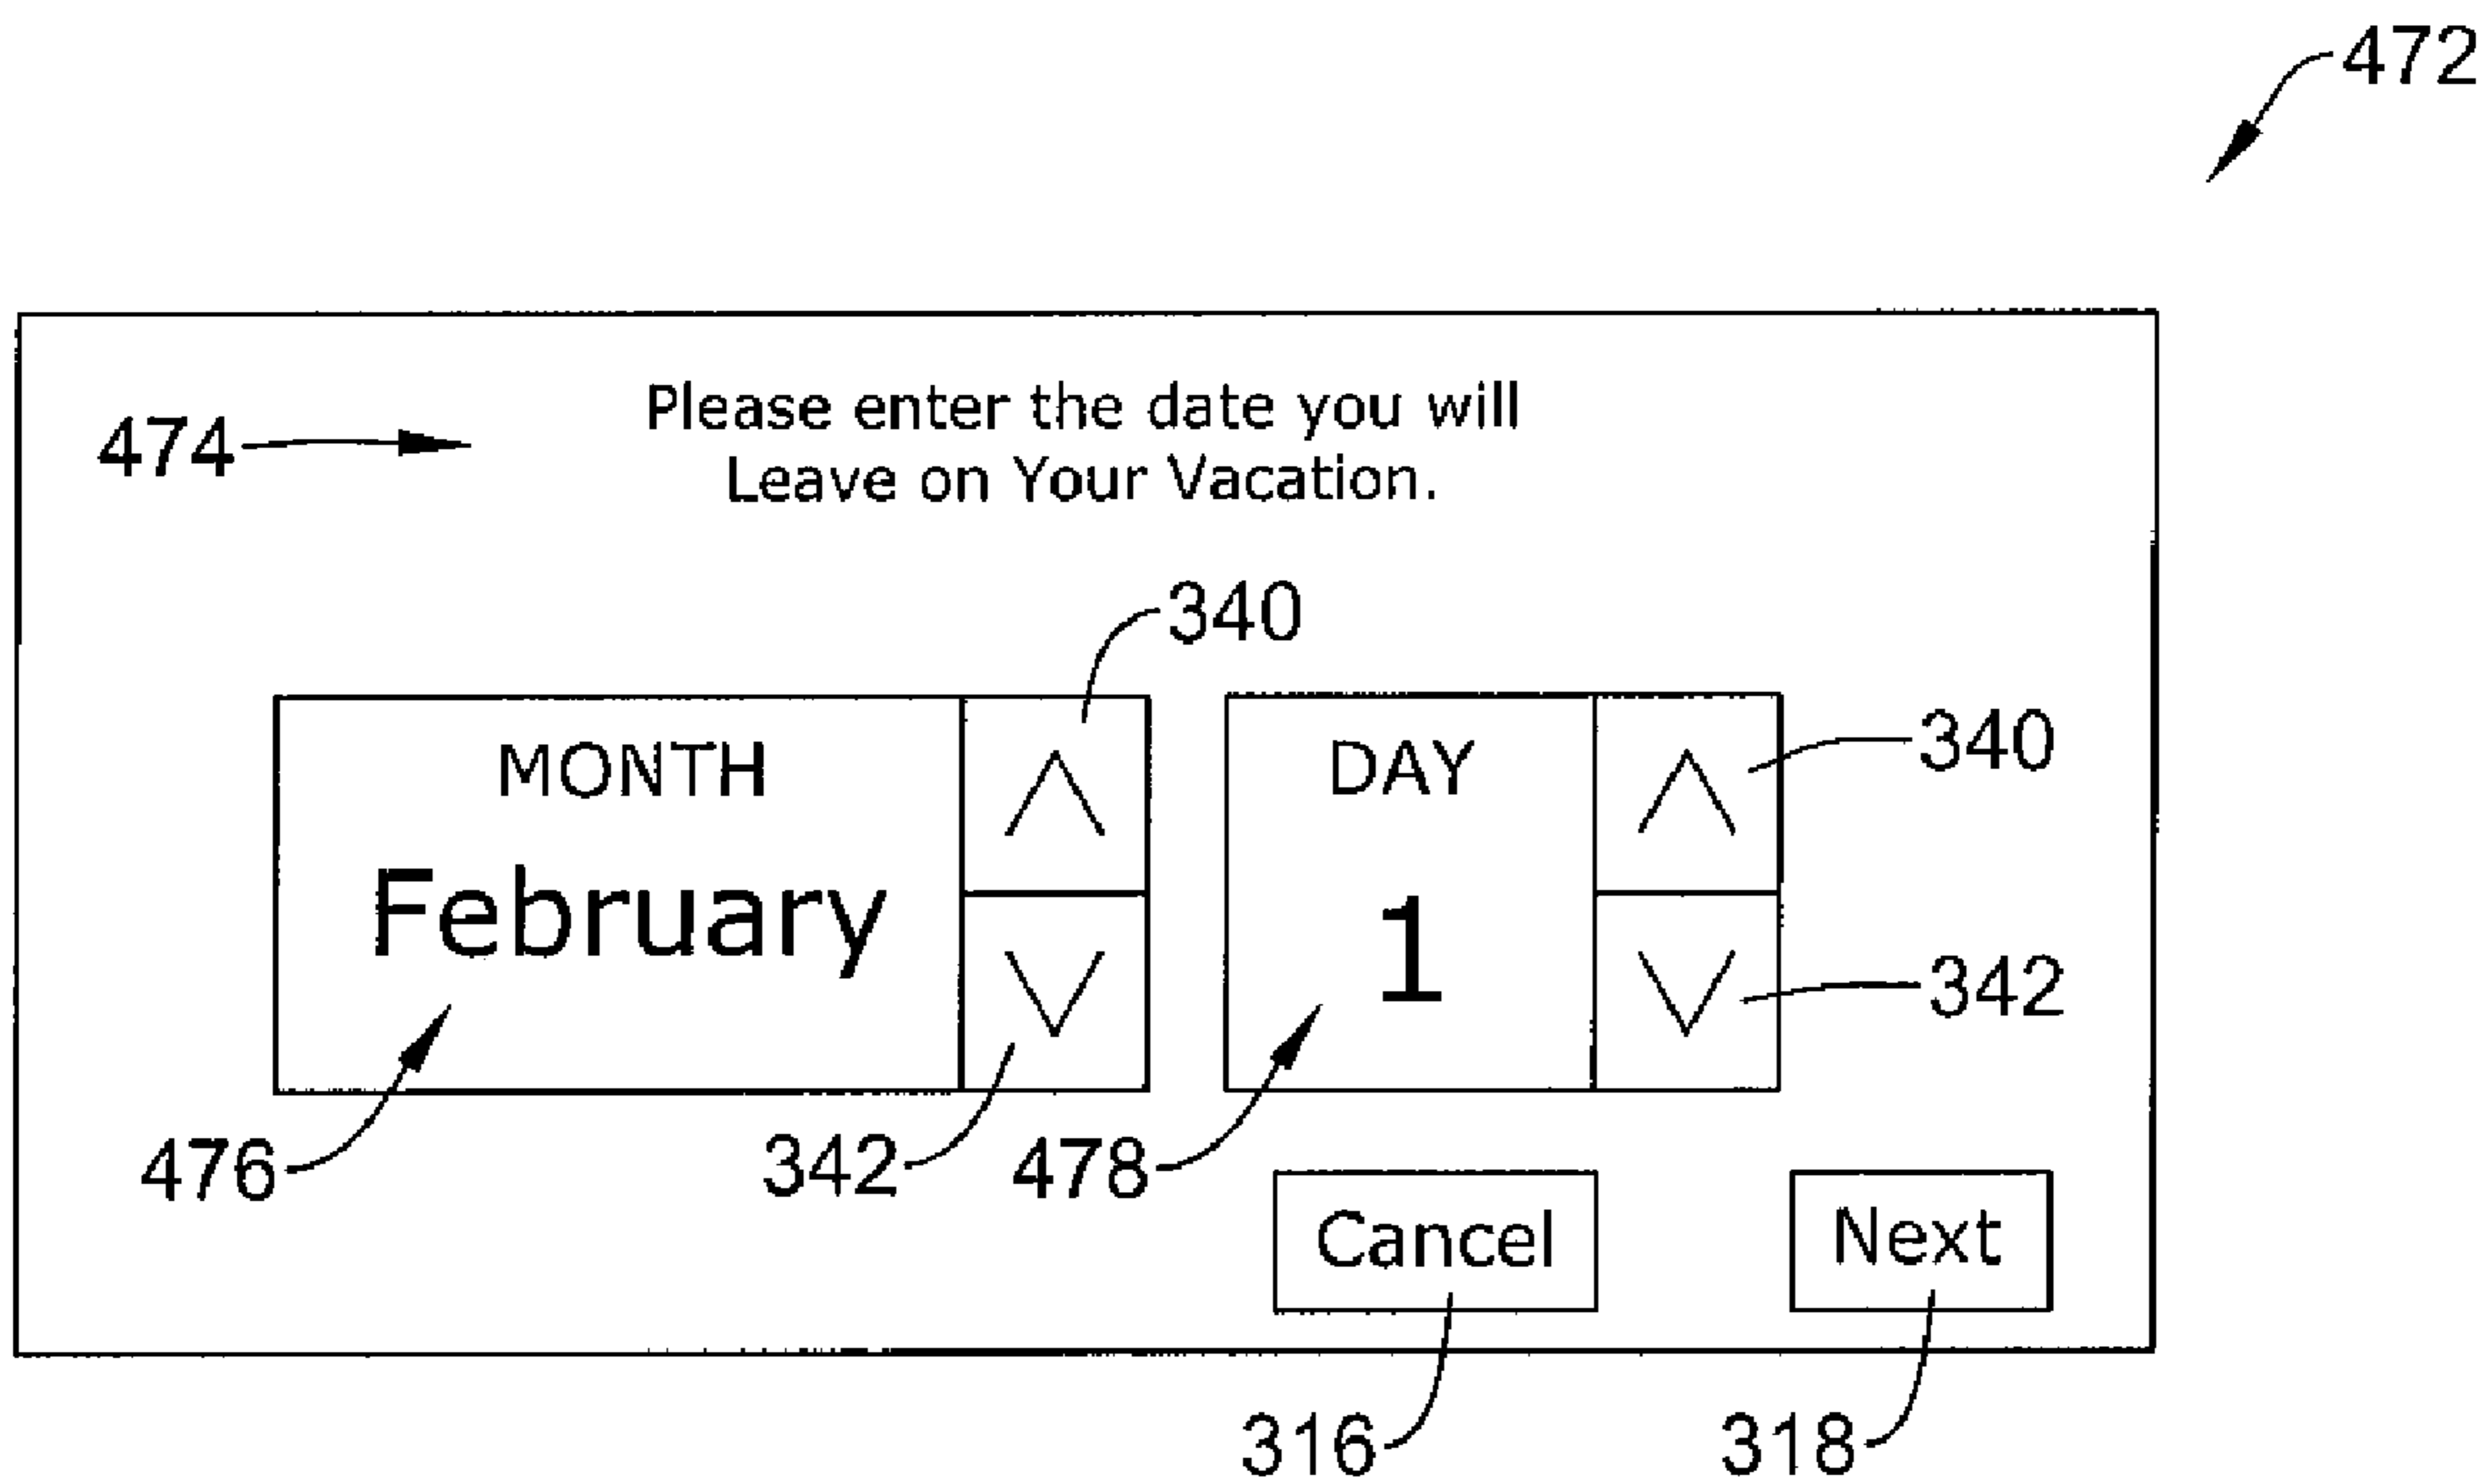 472
474
Please enter the date you will
Leave on Your Vacation.
340
MONTH
February
DAY
1
340
342
476
342
478
Cancel
Next
316
318